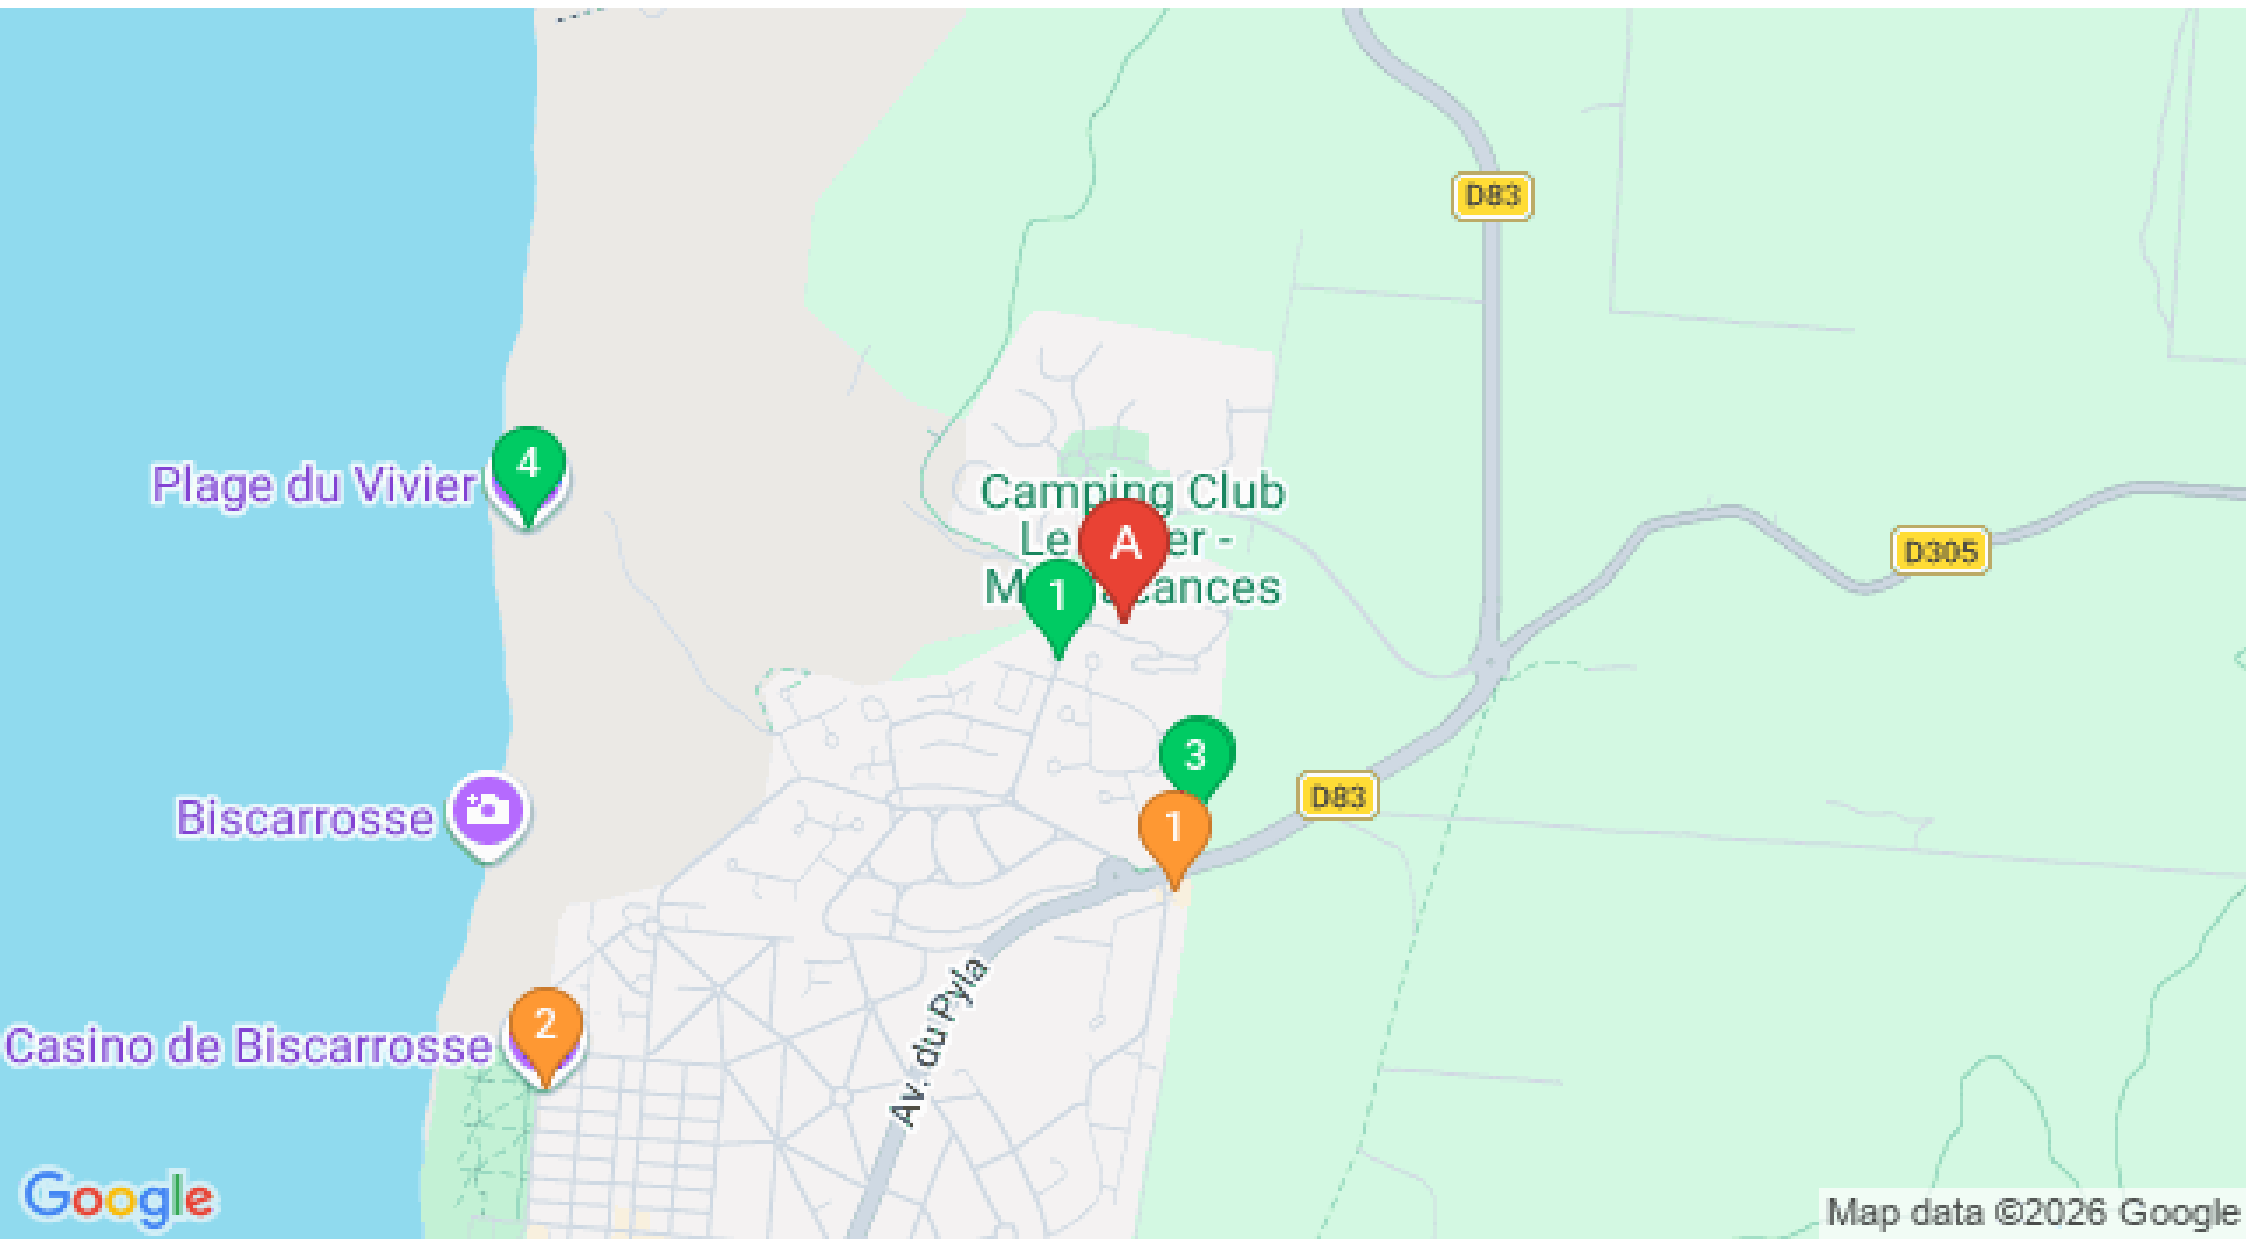 D83
4
Plage du Vivier
Camping Club
Le er -
M cances
A
1
D305
3
D83
1
Biscarrosse
2
Casino de Biscarrosse
Av. du Pyla
Google
Map data ©2026 Google